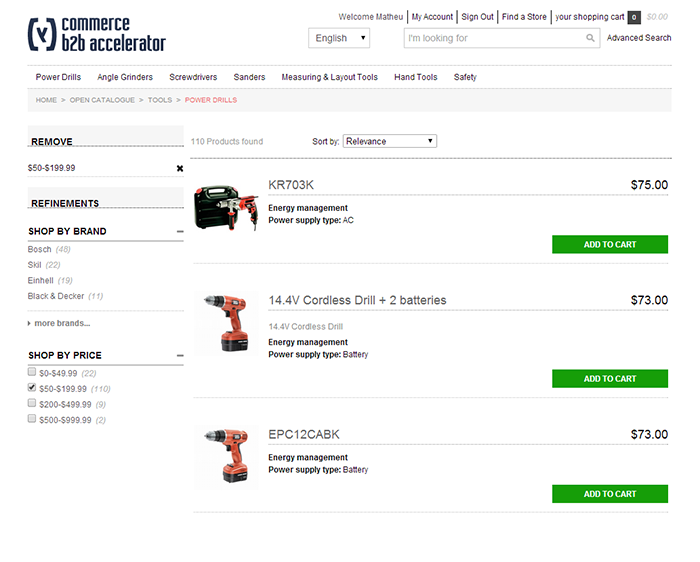 commerce
b2b accelerator
Welcome Matheu My Account Sign Out Find a Store your shopping cart 0 $0.00
English I'm looking for Advanced Search
Power Drills Angle Grinders Screwdrivers Sanders Measuring & Layout Tools Hand Tools Safety
HOME > OPEN CATALOGUE > TOOLS > POWER DRILLS
REMOVE
$50-$199.99
REFINEMENTS
SHOP BY BRAND
Bosch (48)
Skil (22)
Einhell (19)
Black & Decker (11)
more brands...
SHOP BY PRICE
$0-$49.99 (22)
$50-$199.99 (110)
$200-$499.99 (9)
$500-$999.99 (2)
110 Products found Sort by: Relevance
KR703K $75.00
Energy management
Power supply type: AC
ADD TO CART
14.4V Cordless Drill + 2 batteries $73.00
14.4V Cordless Drill
Energy management
Power supply type: Battery
ADD TO CART
EPC12CABK $73.00
Energy management
Power supply type: Battery
ADD TO CART